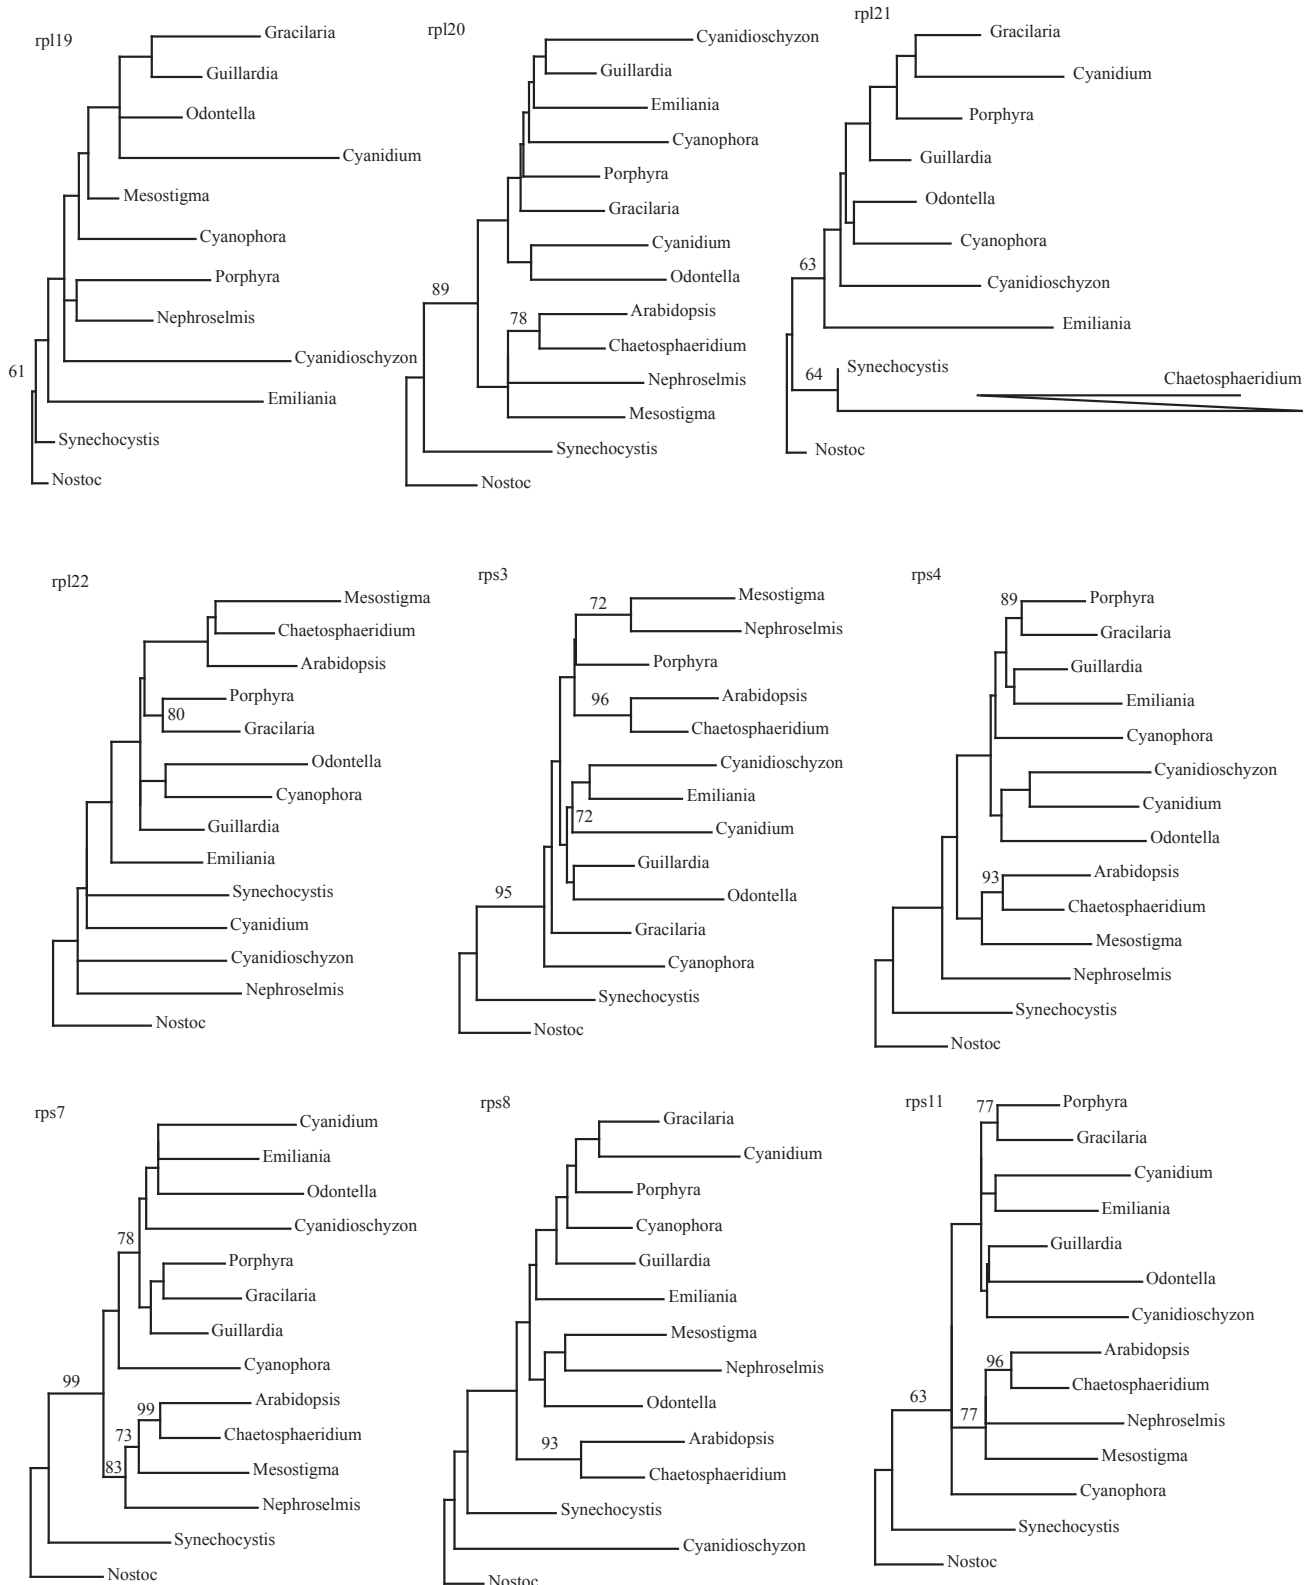 rpl19
Gracilaria
Guillardia
Odontella
Cyanidium
Mesostigma
Cyanophora
Porphyra
Nephroselmis
Cyanidioschyzon
61
Emiliania
Synechocystis
Nostoc
rpl20
Cyanidioschyzon
Guillardia
Emiliania
Cyanophora
Porphyra
Gracilaria
Cyanidium
Odontella
89
Arabidopsis
78
Chaetosphaeridium
Nephroselmis
Mesostigma
Synechocystis
Nostoc
rpl21
Gracilaria
Cyanidium
Porphyra
Guillardia
Odontella
Cyanophora
63
Cyanidioschyzon
Emiliania
Synechocystis
64
Chaetosphaeridium
Nostoc
rpl22
Mesostigma
Chaetosphaeridium
Arabidopsis
Porphyra
80
Gracilaria
Odontella
Cyanophora
Guillardia
Emiliania
Synechocystis
Cyanidium
Cyanidioschyzon
Nephroselmis
Nostoc
rps3
72
Mesostigma
Nephroselmis
Porphyra
96
Arabidopsis
Chaetosphaeridium
Cyanidioschyzon
Emiliania
72
Cyanidium
Guillardia
95
Odontella
Gracilaria
Cyanophora
Synechocystis
Nostoc
rps4
89
Porphyra
Gracilaria
Guillardia
Emiliania
Cyanophora
Cyanidioschyzon
Cyanidium
Odontella
93
Arabidopsis
Chaetosphaeridium
Mesostigma
Nephroselmis
Synechocystis
Nostoc
rps7
Cyanidium
Emiliania
Odontella
Cyanidioschyzon
78
Porphyra
Gracilaria
Guillardia
Cyanophora
99
Arabidopsis
99
Chaetosphaeridium
73
Mesostigma
83
Nephroselmis
Synechocystis
Nostoc
rps8
Gracilaria
Cyanidium
Porphyra
Cyanophora
Guillardia
Emiliania
Mesostigma
Nephroselmis
Odontella
93
Arabidopsis
Chaetosphaeridium
Synechocystis
Cyanidioschyzon
Nostoc
rps11
77
Porphyra
Gracilaria
Cyanidium
Emiliania
Guillardia
Odontella
Cyanidioschyzon
Arabidopsis
96
Chaetosphaeridium
63
77
Nephroselmis
Mesostigma
Cyanophora
Synechocystis
Nostoc